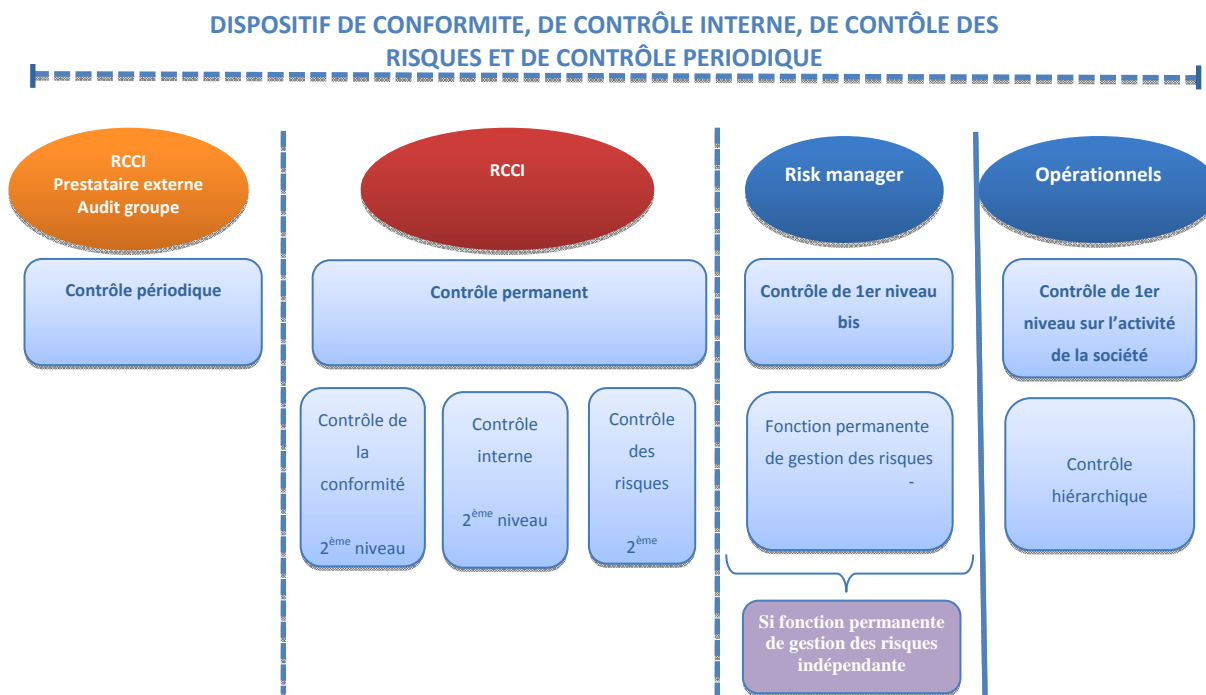 DISPOSITIF DE CONFORMITE, DE CONTRÔLE INTERNE, DE CONTÔLE DES
RISQUES ET DE CONTRÔLE PERIODIQUE
RCCI
Prestataire externe
Audit groupe
RCCI
Risk manager
Opérationnels
Contrôle périodique
Contrôle permanent
Contrôle de 1er niveau
bis
Contrôle de 1er
niveau sur l’activité
de la société
Contrôle de
la
conformité
2ème niveau
Contrôle
interne
2ème niveau
Contrôle
des
risques
2ème
Fonction permanente
de gestion des risques
-
Contrôle
hiérarchique
Si fonction permanente
de gestion des risques
indépendante